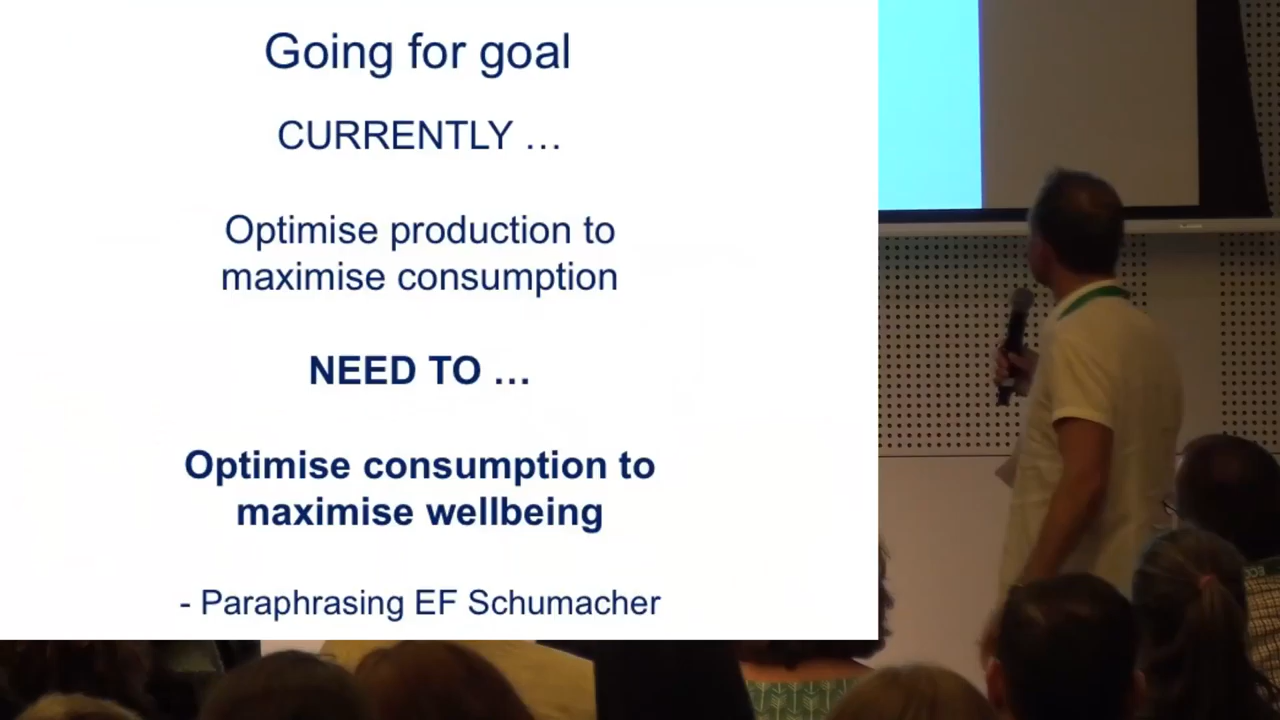 Going for goal
CURRENTLY …
Optimise production to
maximise consumption
NEED TO …
Optimise consumption to
maximise wellbeing
- Paraphrasing EF Schumacher